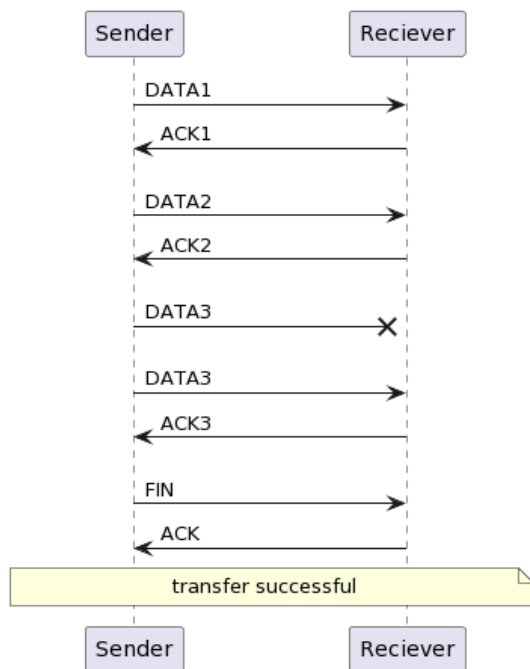 Sender Reciever
DATA1
ACK1
DATA2
ACK2
DATA3
DATA3
ACK3
FIN
ACK
transfer successful
Sender Reciever